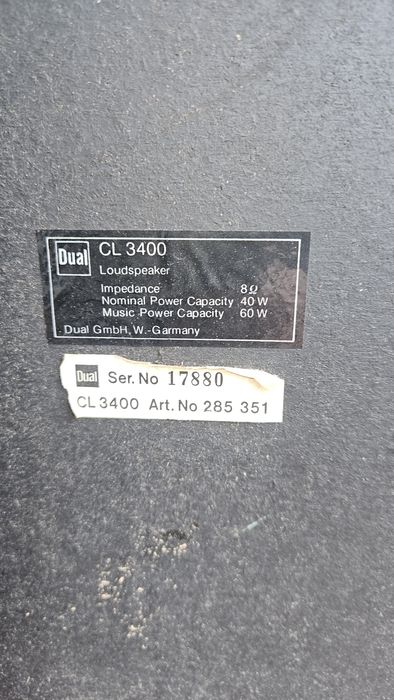 Dual CL 3400
Loudspeaker
Impedance 8Ω
Nominal Power Capacity 40 W
Music Power Capacity 60 W
Dual GmbH, W.-Garmany
Dual Ser. No 17880
CL 3400 Art. No 285 351